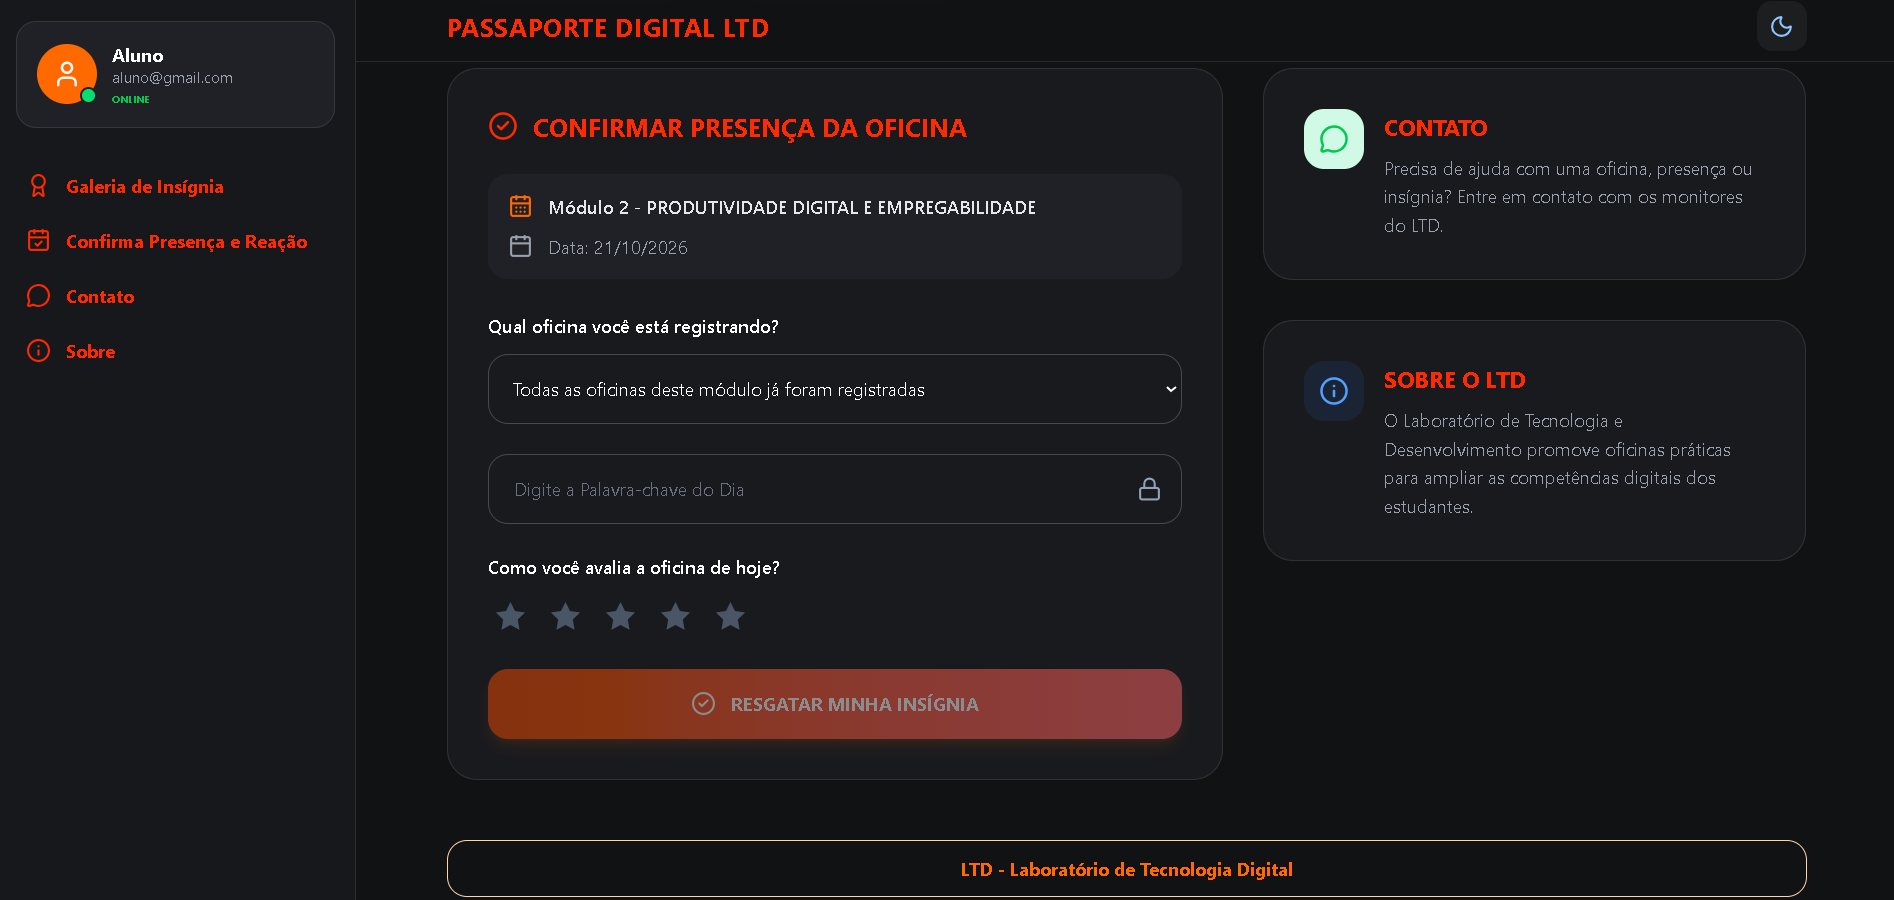 Aluno
aluno@gmail.com
ONLINE
Galeria de Insígnia
Confirma Presença e Reação
Contato
Sobre
PASSAPORTE DIGITAL LTD
CONFIRMAR PRESENÇA DA OFICINA
Módulo 2 - PRODUTIVIDADE DIGITAL E EMPREGABILIDADE
Data: 21/10/2026
Qual oficina você está registrando?
Todas as oficinas deste módulo já foram registradas
Digite a Palavra-chave do Dia
Como você avalia a oficina de hoje?
RESGATAR MINHA INSÍGNIA
CONTATO
Precisa de ajuda com uma oficina, presença ou
insígnia? Entre em contato com os monitores
do LTD.
SOBRE O LTD
O Laboratório de Tecnologia e
Desenvolvimento promove oficinas práticas
para ampliar as competências digitais dos
estudantes.
LTD - Laboratório de Tecnologia Digital